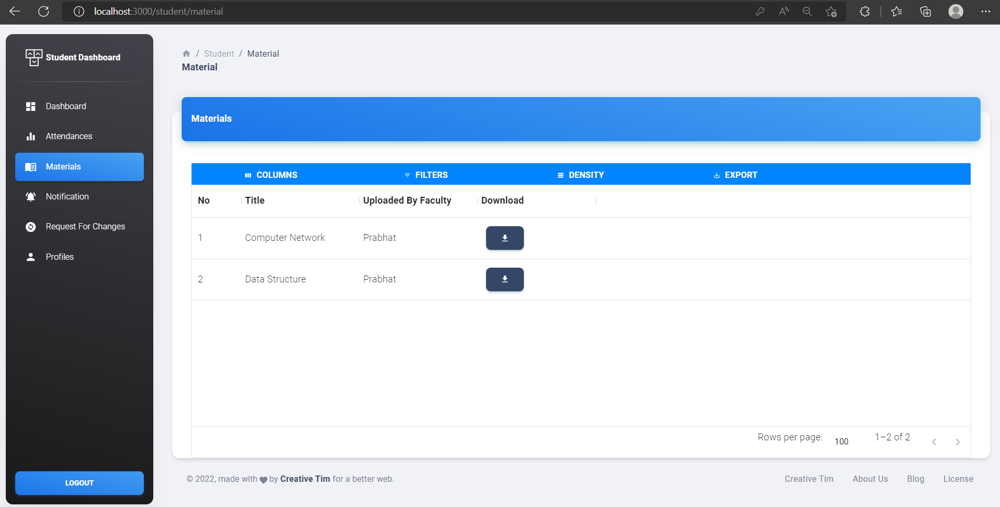 localhost:3000/student/material
Student Dashboard
Dashboard
Attendances
Materials
Notification
Request For Changes
Profiles
LOGOUT
/ Student / Material
Material
Materials
COLUMNS FILTERS DENSITY EXPORT
No Title Uploaded By Faculty Download
1 Computer Network Prabhat
2 Data Structure Prabhat
Rows per page: 100 1–2 of 2
© 2022, made with by Creative Tim for a better web.
Creative Tim About Us Blog License